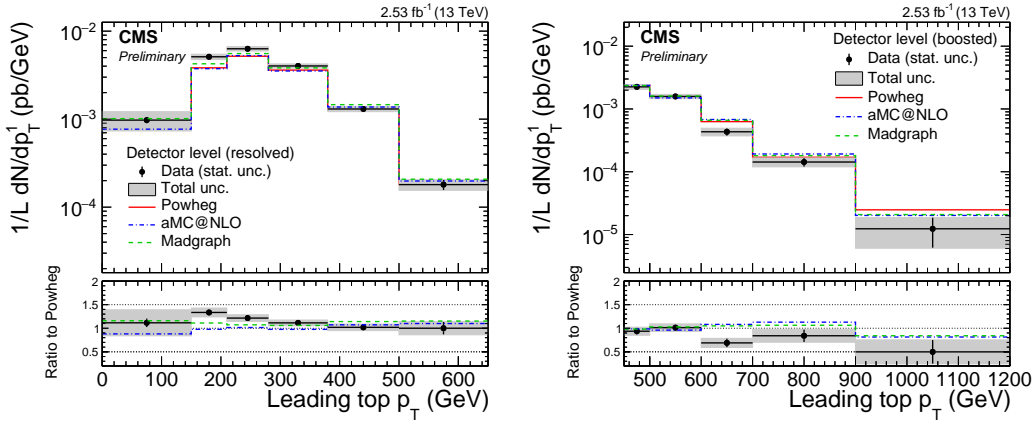 2.53 fb⁻¹ (13 TeV)
CMS
Preliminary
1/L dN/dp_T^1 (pb/GeV)
10⁻²
10⁻³
10⁻⁴
Detector level (resolved)
Data (stat. unc.)
Total unc.
Powheg
aMC@NLO
Madgraph
Ratio to Powheg
2
1.5
1
0.5
0 100 200 300 400 500 600
Leading top p_T (GeV)
2.53 fb⁻¹ (13 TeV)
CMS
Preliminary
1/L dN/dp_T^1 (pb/GeV)
10⁻²
10⁻³
10⁻⁴
10⁻⁵
Detector level (boosted)
Data (stat. unc.)
Total unc.
Powheg
aMC@NLO
Madgraph
Ratio to Powheg
2
1.5
1
0.5
500 600 700 800 900 1000 1100 1200
Leading top p_T (GeV)